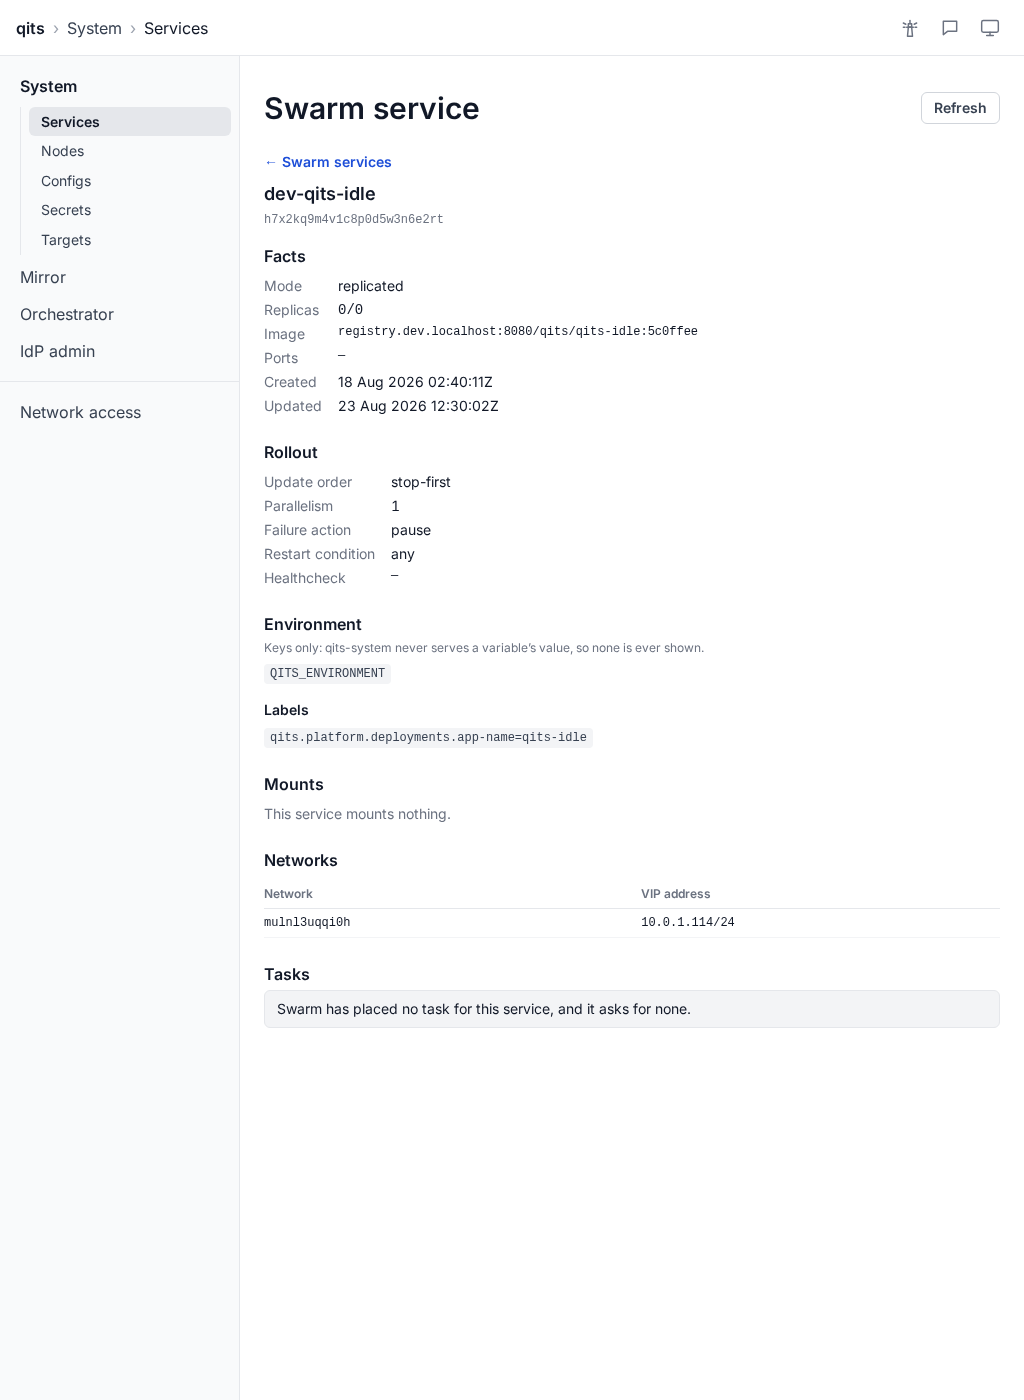 qits › System › Services
System
Services
Nodes
Configs
Secrets
Targets
Mirror
Orchestrator
IdP admin
Network access
Swarm service
Refresh
← Swarm services
dev-qits-idle
h7x2kq9m4v1c8p0d5w3n6e2rt
Facts
Mode replicated
Replicas 0/0
Image registry.dev.localhost:8080/qits/qits-idle:5c0ffee
Ports –
Created 18 Aug 2026 02:40:11Z
Updated 23 Aug 2026 12:30:02Z
Rollout
Update order stop-first
Parallelism 1
Failure action pause
Restart condition any
Healthcheck –
Environment
Keys only: qits-system never serves a variable’s value, so none is ever shown.
QITS_ENVIRONMENT
Labels
qits.platform.deployments.app-name=qits-idle
Mounts
This service mounts nothing.
Networks
Network VIP address
mulnl3uqqi0h 10.0.1.114/24
Tasks
Swarm has placed no task for this service, and it asks for none.